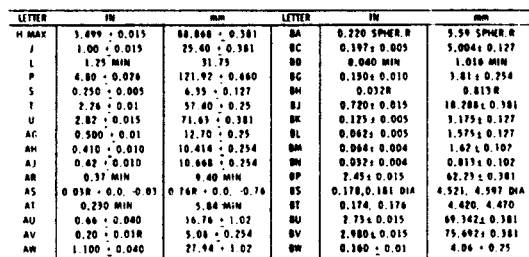 LETTER IN mm LETTER IN mm
H MAX 3.499 ± 0.015 88.868 ± 0.381 BA 0.220 SPHER.R 5.59 SPHER.R
J 1.00 ± 0.015 25.40 ± 0.381 BC 0.197± 0.005 5.004± 0.127
L 1.25 MIN 31.75 BD 0.040 MIN 1.016 MIN
P 4.80 ± 0.026 121.92 ± 0.660 BG 0.150± 0.010 3.81± 0.254
S 0.250 ± 0.005 6.35 ± 0.127 BH 0.032R 0.813R
T 2.26 ± 0.01 57.40 ± 0.25 BJ 0.720± 0.015 18.288± 0.381
U 2.82 ± 0.015 71.63 ± 0.381 BK 0.125± 0.005 3.175± 0.127
AG 0.500 ± 0.01 12.70 ± 0.25 BL 0.062± 0.005 1.575± 0.127
AH 0.410 ± 0.010 10.414 ± 0.254 BM 0.064± 0.004 1.62 ± 0.102
AJ 0.42 ± 0.010 10.668 ± 0.254 BN 0.032± 0.004 0.813± 0.102
AR 0.37 MIN 9.40 MIN BP 2.45± 0.015 62.23± 0.381
AS 0.03R + 0.0, -0.03 0.76R + 0.0, -0.76 BS 0.178,0.181 DIA 4.521, 4.597 DIA
AT 0.230 MIN 5.84 MIN BT 0.174, 0.176 4.420, 4.470
AU 0.66 ± 0.040 16.76 ± 1.02 BU 2.73± 0.015 69.342± 0.381
AV 0.20 ± 0.01R 5.08 ± 0.254 BV 2.980± 0.015 75.692± 0.381
AW 1.100 ± 0.040 27.94 ± 1.02 BW 0.160 ± 0.01 4.06 ± 0.25